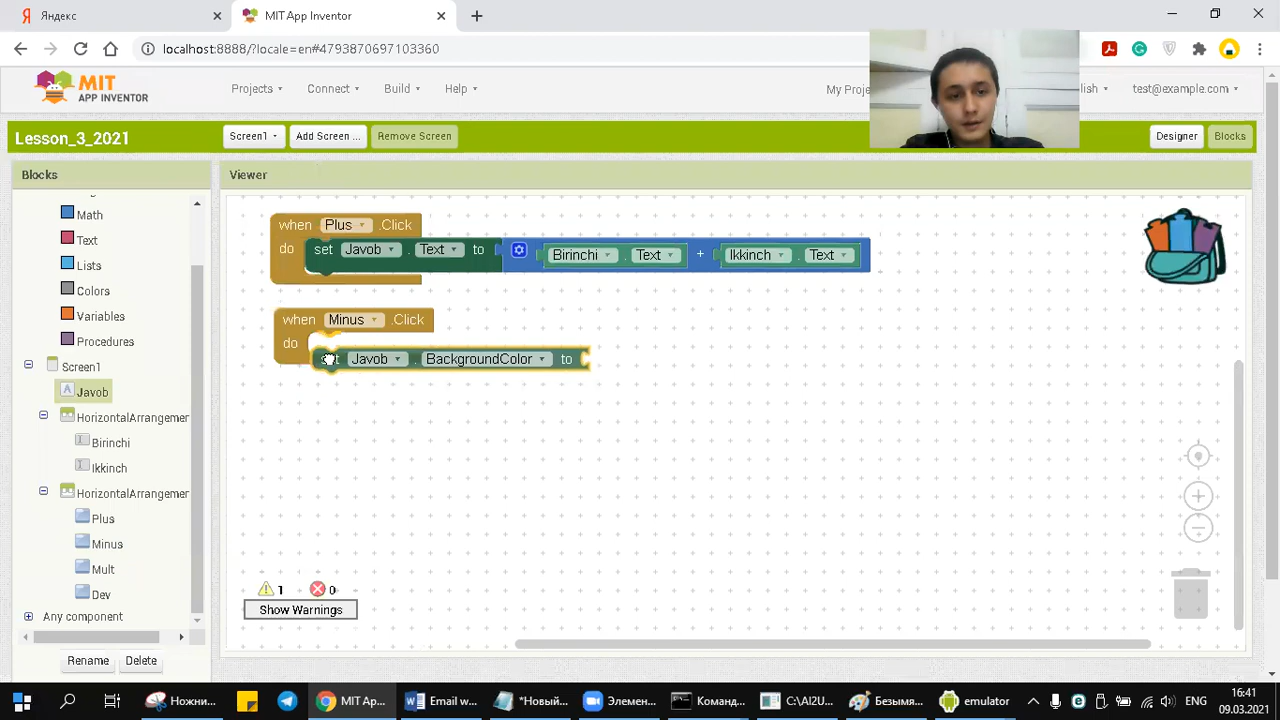 Яндекс
MIT App Inventor
localhost:8888/?locale=en#4793870697103360
MIT
APP INVENTOR
Projects
Connect
Build
Help
My Proje
lish
test@example.com
Lesson_3_2021
Screen1
Add Screen ...
Remove Screen
Designer
Blocks
Blocks
Viewer
Math
Text
Lists
Colors
Variables
Procedures
Screen1
Javob
HorizontalArrangemer
Birinchi
Ikkinch
HorizontalArrangemer
Plus
Minus
Mult
Dev
Any component
Rename
Delete
when Plus .Click
do set Javob . Text to Birinchi . Text + Ikkinch . Text
when Minus .Click
do
Javob . BackgroundColor to
1 0
Show Warnings
Ножни...
MIT Ap...
Email w...
*Новый...
Элемен...
Команд...
C:\AI2U...
Безымя...
emulator
ENG
16:41
09.03.2021